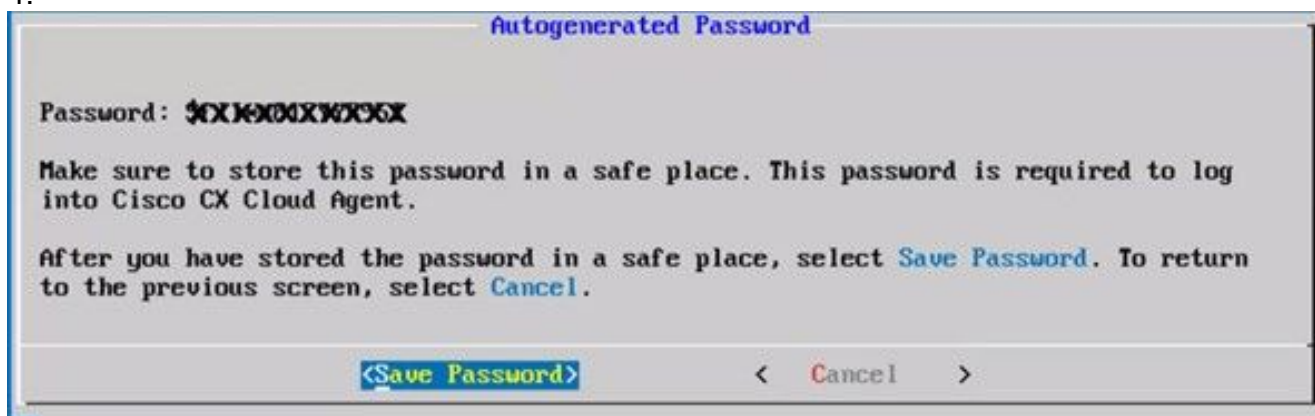 Autogenerated Password
Password:
Make sure to store this password in a safe place. This password is required to log
into Cisco CX Cloud Agent.
After you have stored the password in a safe place, select Save Password. To return
to the previous screen, select Cancel.
<Save Password> < Cancel >